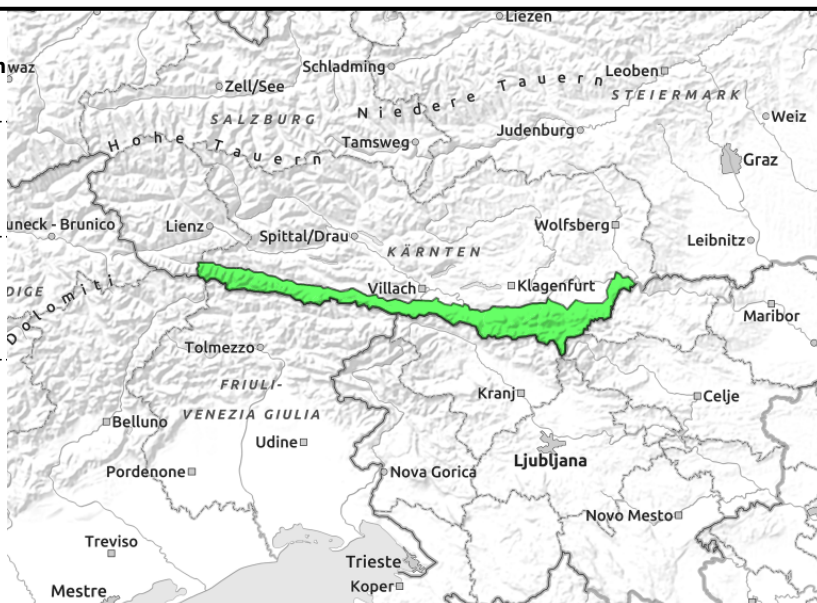 Liezen
waz
Schladming
Leoben
Zell/See
Niedere Tauern
STEIERMARK
SALZBURG
Weiz
Judenburg
Hohe Tauern
Tamsweg
Graz
uneck - Brunico
Lienz
Wolfsberg
Spittal/Drau
Leibnitz
KÄRNTEN
DIGE
Dolomiti
Villach
Klagenfurt
Maribor
Tolmezzo
FRIULI-
VENEZIA GIULIA
Kranj
Celje
Belluno
Udine
Ljubljana
Pordenone
Nova Gorica
Novo Mesto
Treviso
Trieste
Koper
Mestre